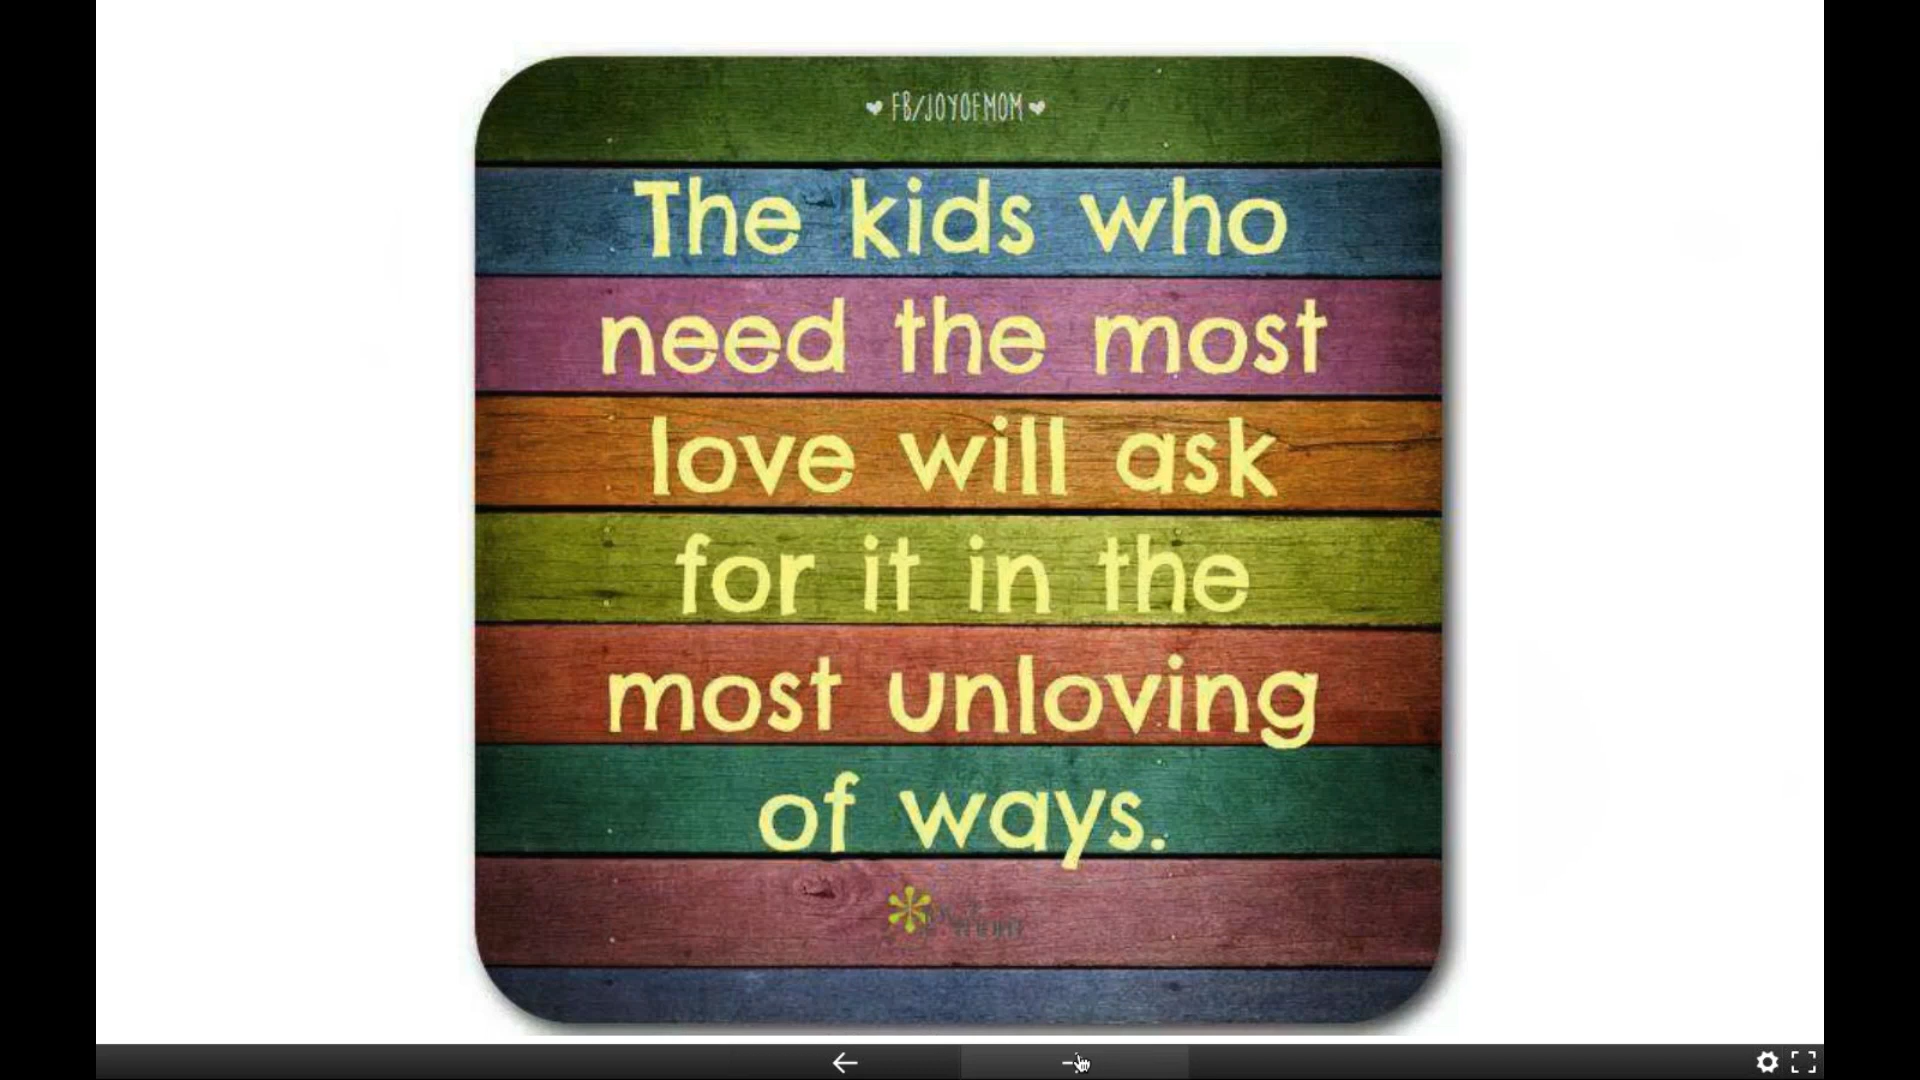 FB/JOYOFMOM
The kids who
need the most
love will ask
for it in the
most unloving
of ways.